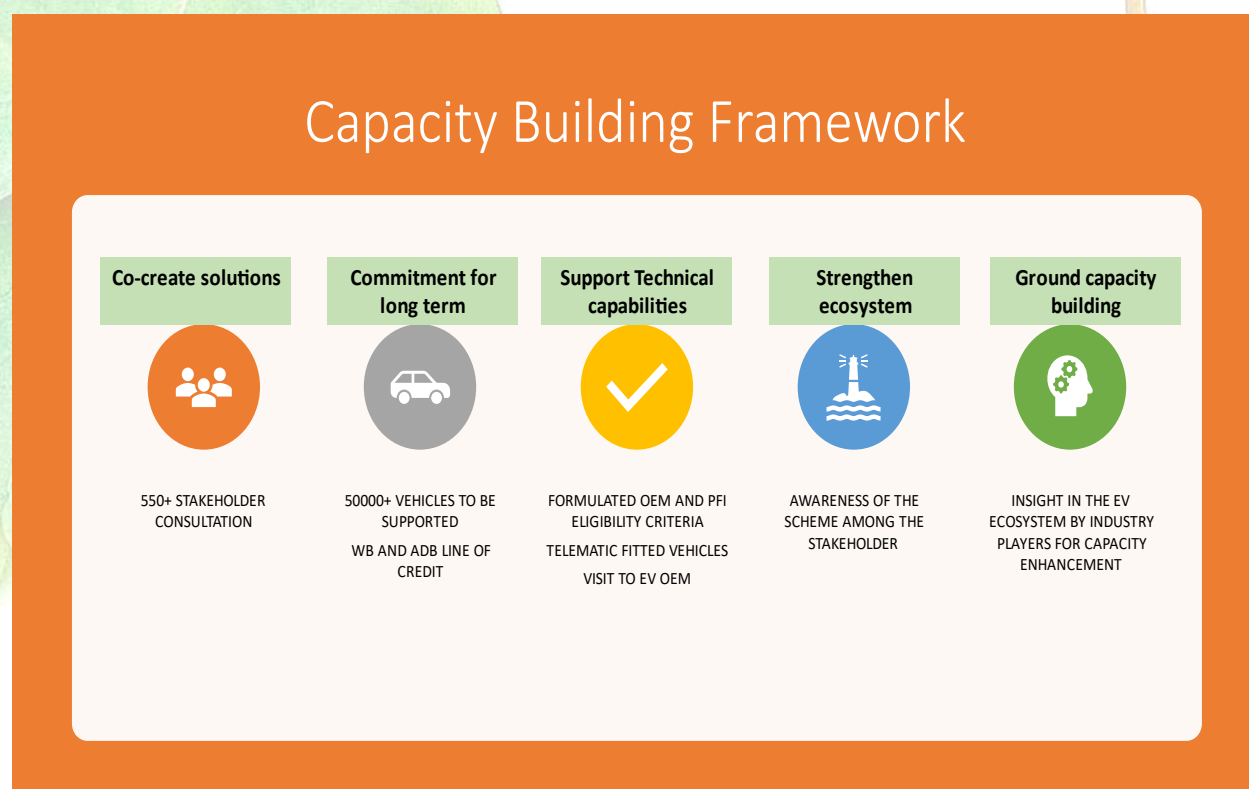 Capacity Building Framework
Co-create solutions
550+ STAKEHOLDER
CONSULTATION
Commitment for
long term
50000+ VEHICLES TO BE
SUPPORTED
WB AND ADB LINE OF
CREDIT
Support Technical
capabilities
FORMULATED OEM AND PFI
ELIGIBILITY CRITERIA
TELEMATIC FITTED VEHICLES
VISIT TO EV OEM
Strengthen
ecosystem
AWARENESS OF THE
SCHEME AMONG THE
STAKEHOLDER
Ground capacity
building
INSIGHT IN THE EV
ECOSYSTEM BY INDUSTRY
PLAYERS FOR CAPACITY
ENHANCEMENT